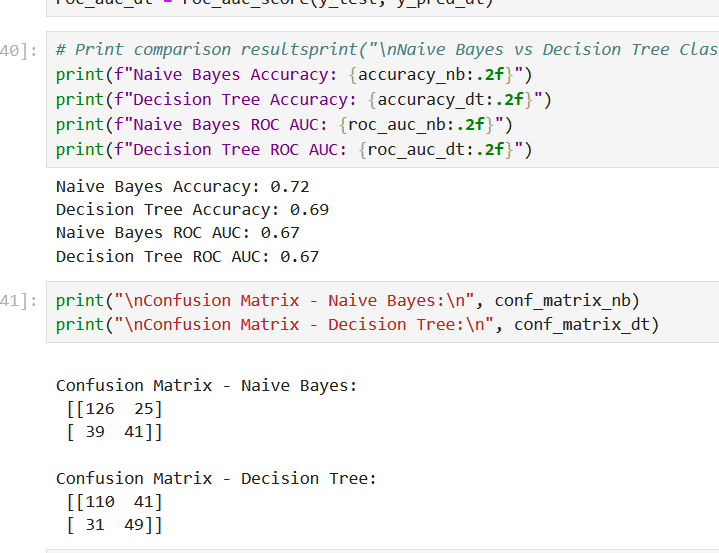 roc_auc_dt = roc_auc_score(y_test, y_pred_dt)
40]: # Print comparison resultsprint("\nNaive Bayes vs Decision Tree Clas
print(f"Naive Bayes Accuracy: {accuracy_nb:.2f}")
print(f"Decision Tree Accuracy: {accuracy_dt:.2f}")
print(f"Naive Bayes ROC AUC: {roc_auc_nb:.2f}")
print(f"Decision Tree ROC AUC: {roc_auc_dt:.2f}")
Naive Bayes Accuracy: 0.72
Decision Tree Accuracy: 0.69
Naive Bayes ROC AUC: 0.67
Decision Tree ROC AUC: 0.67
41]: print("\nConfusion Matrix - Naive Bayes:\n", conf_matrix_nb)
print("\nConfusion Matrix - Decision Tree:\n", conf_matrix_dt)
Confusion Matrix - Naive Bayes:
[[126  25]
[ 39  41]]
Confusion Matrix - Decision Tree:
[[110  41]
[ 31  49]]